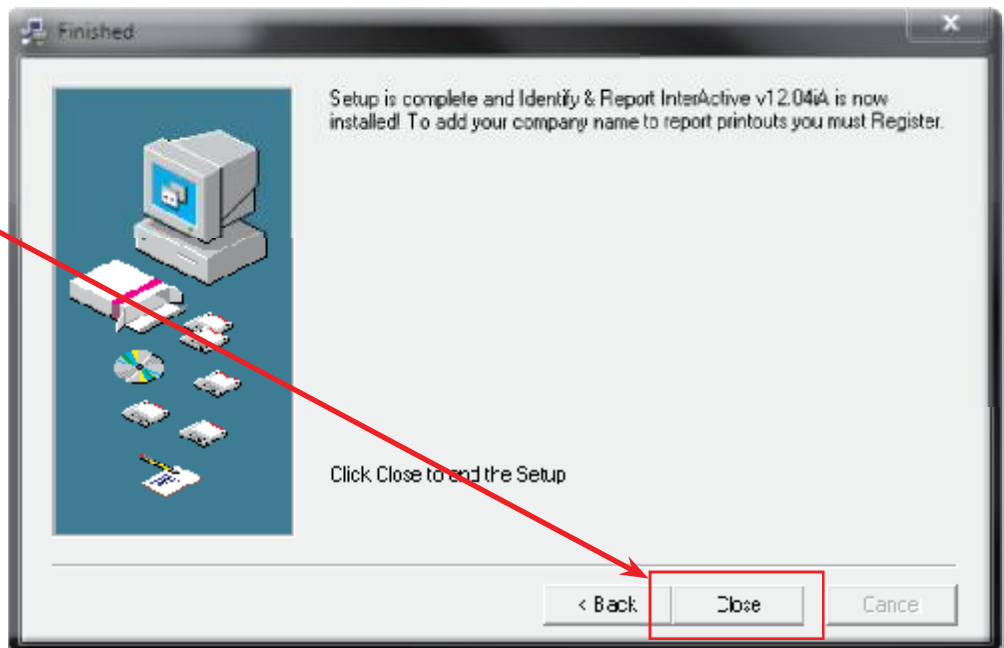 Finished
Setup is complete and Identify & Report InterActive v12.04iA is now
installed! To add your company name to report printouts you must Register.
Click Close to end the Setup
< Back
Close
Cance